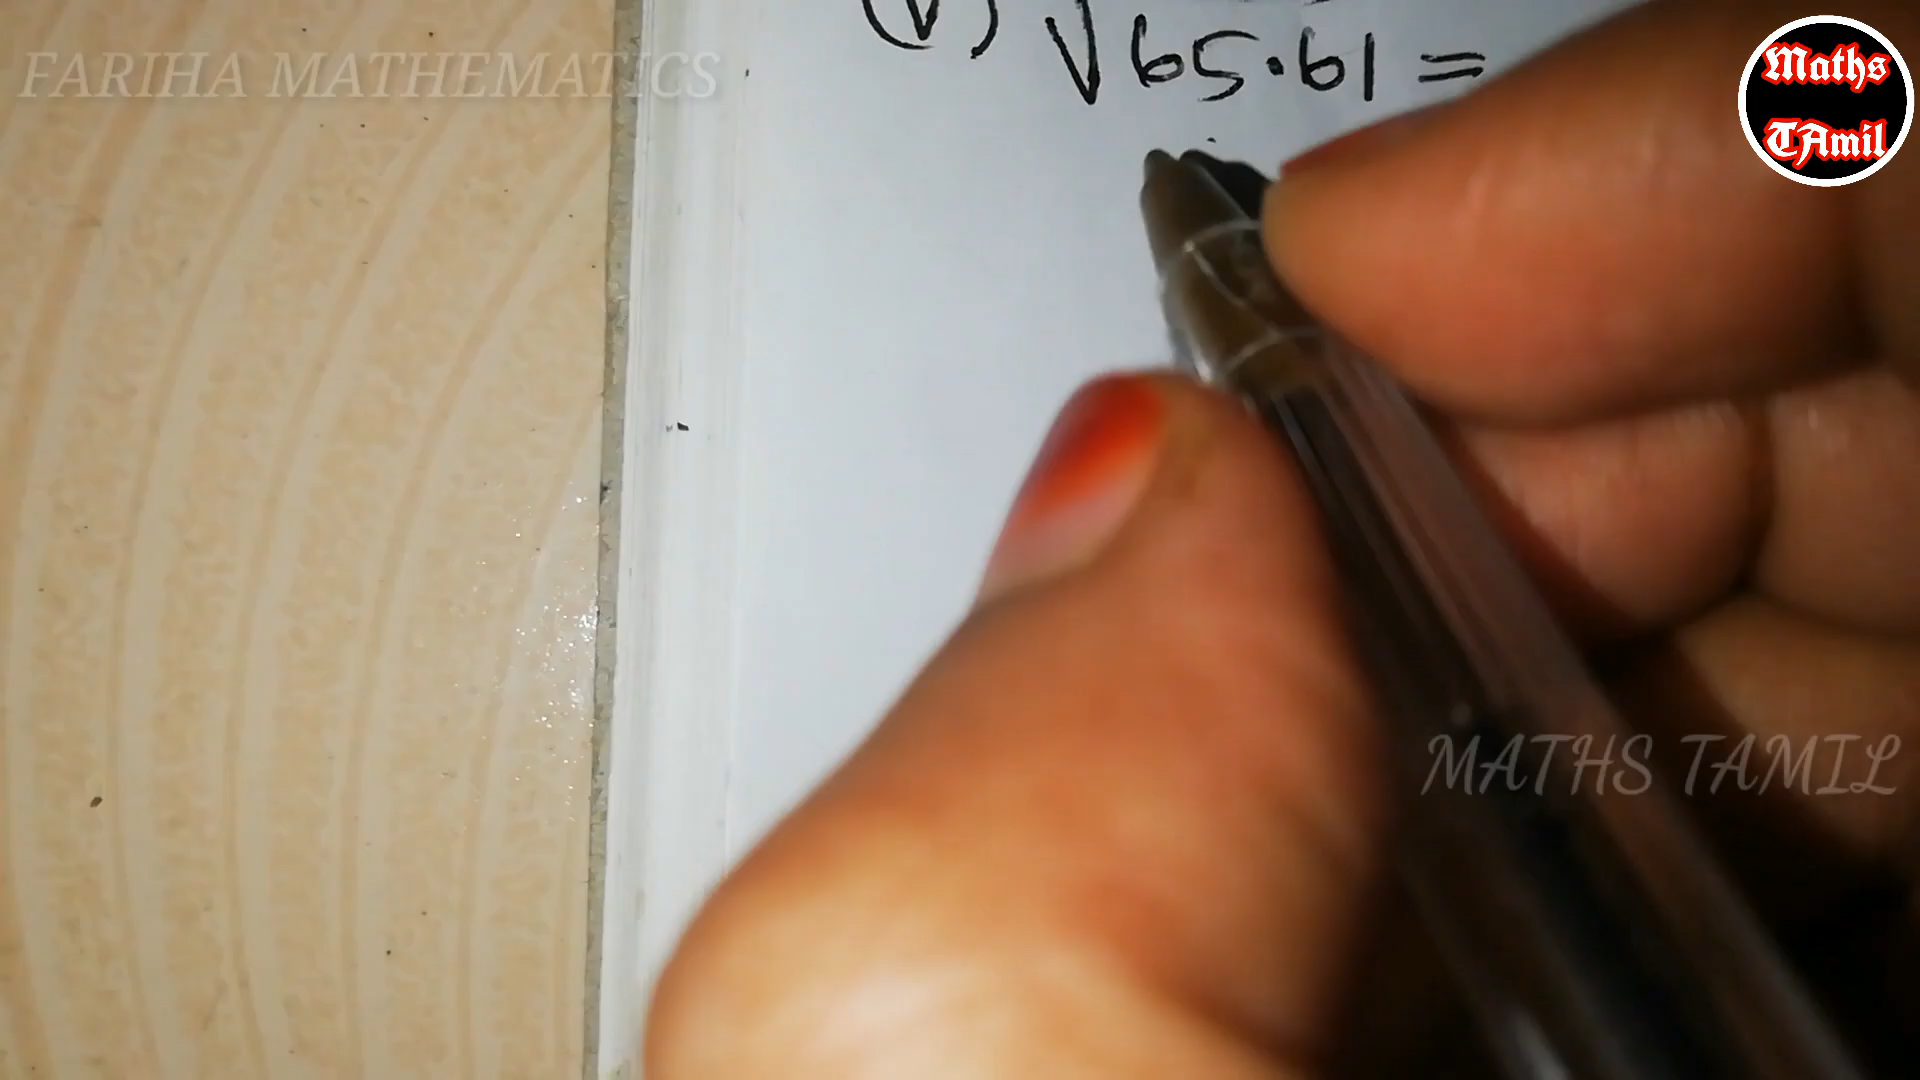 (v) √65.61 =
FARIHA MATHEMATICS
Maths
TAmil
MATHS TAMIL